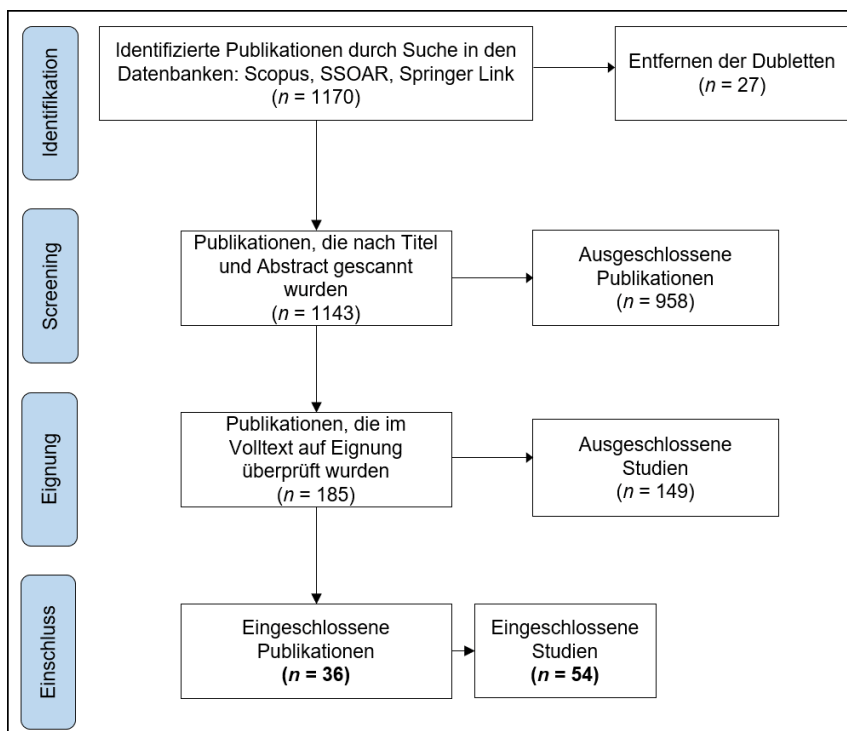 Identifikation
Identifizierte Publikationen durch Suche in den
Datenbanken: Scopus, SSOAR, Springer Link
(n = 1170)
Entfernen der Dubletten
(n = 27)
Screening
Publikationen, die nach Titel
und Abstract gescannt
wurden
(n = 1143)
Ausgeschlossene
Publikationen
(n = 958)
Eignung
Publikationen, die im
Volltext auf Eignung
überprüft wurden
(n = 185)
Ausgeschlossene
Studien
(n = 149)
Einschluss
Eingeschlossene
Publikationen
(n = 36)
Eingeschlossene
Studien
(n = 54)